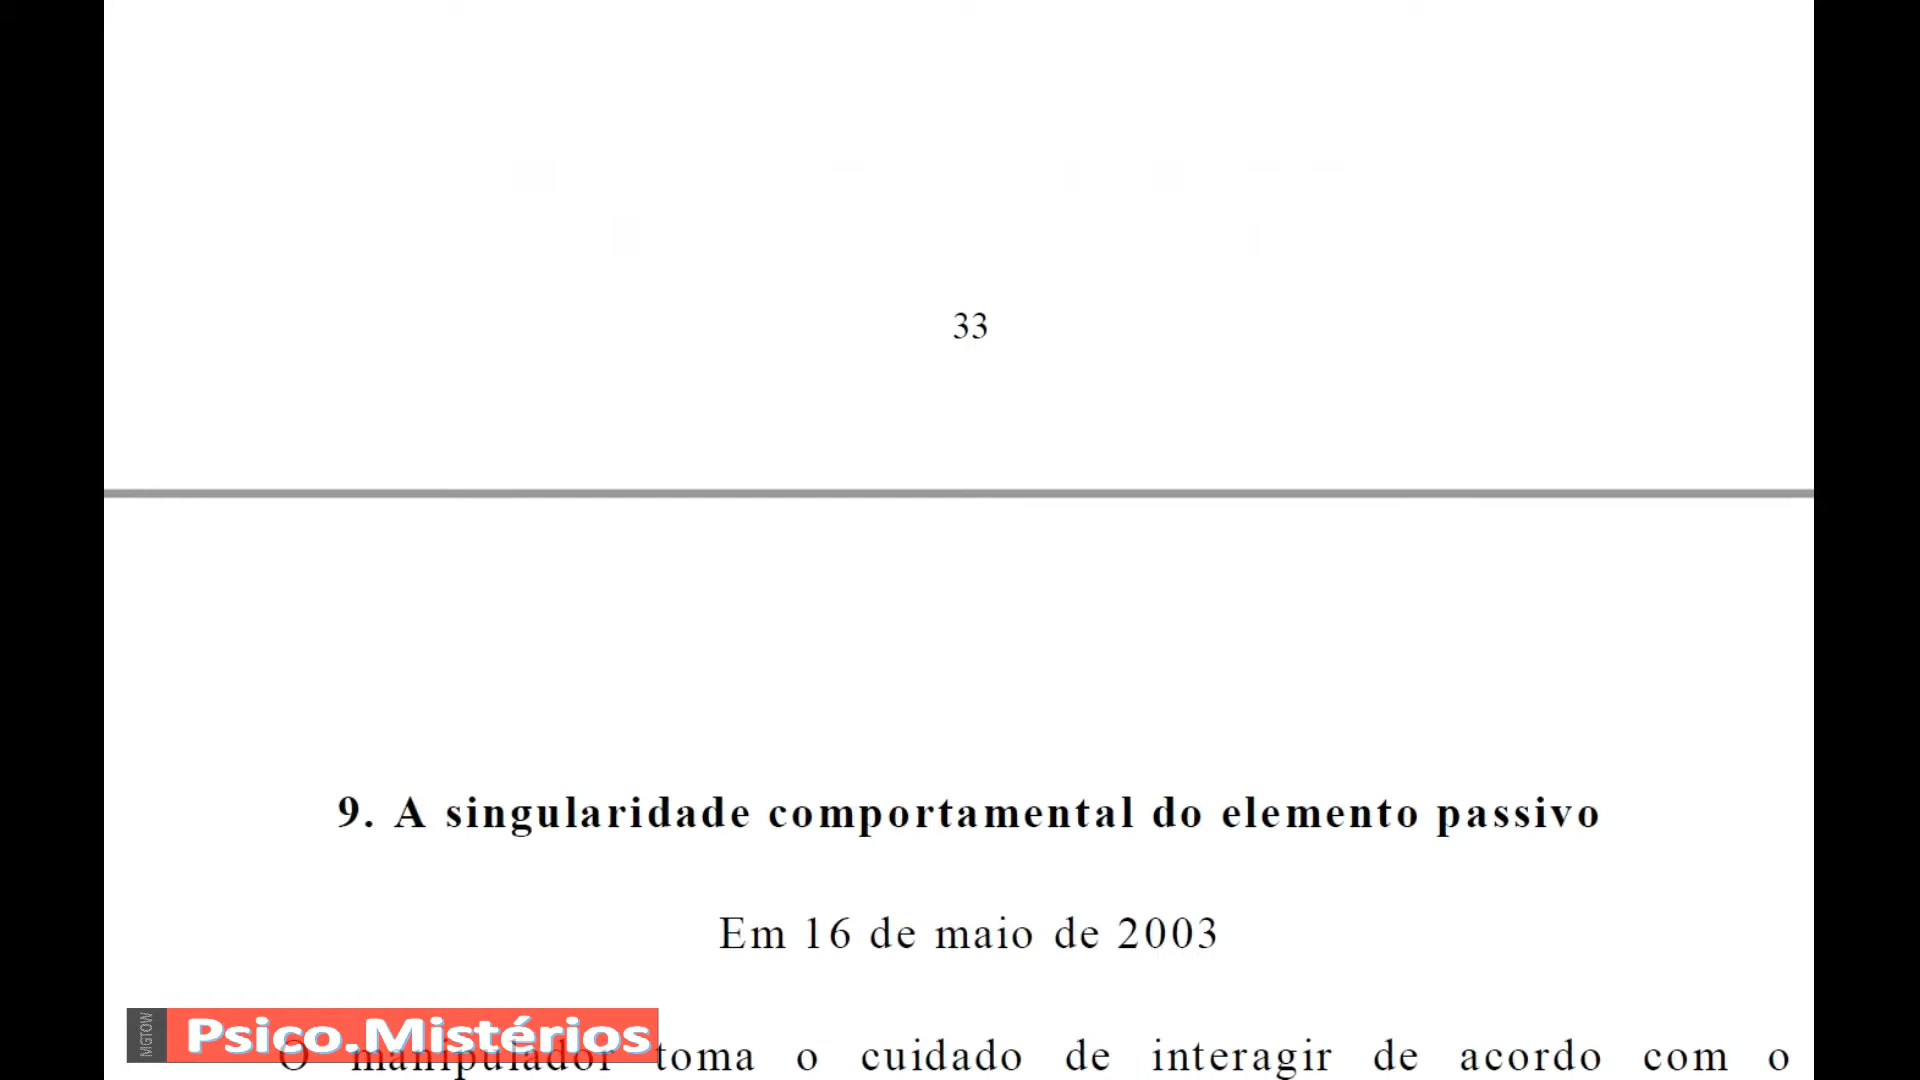 33
9. A singularidade comportamental do elemento passivo
Em 16 de maio de 2003
MGTOW
Psico.Mistérios
O manipulador toma o cuidado de interagir de acordo com o